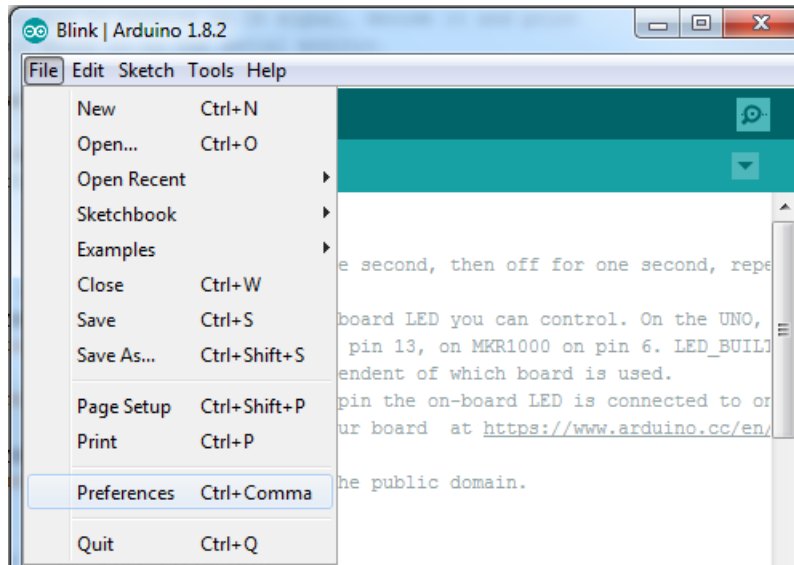 Blink | Arduino 1.8.2
File Edit Sketch Tools Help
New Ctrl+N
Open... Ctrl+O
Open Recent
Sketchbook
Examples
Close Ctrl+W
Save Ctrl+S
Save As... Ctrl+Shift+S
Page Setup Ctrl+Shift+P
Print Ctrl+P
Preferences Ctrl+Comma
Quit Ctrl+Q
e second, then off for one second, repe
board LED you can control. On the UNO,
pin 13, on MKR1000 on pin 6. LED_BUIL
endent of which board is used.
pin the on-board LED is connected to or
ur board at https://www.arduino.cc/en/
he public domain.